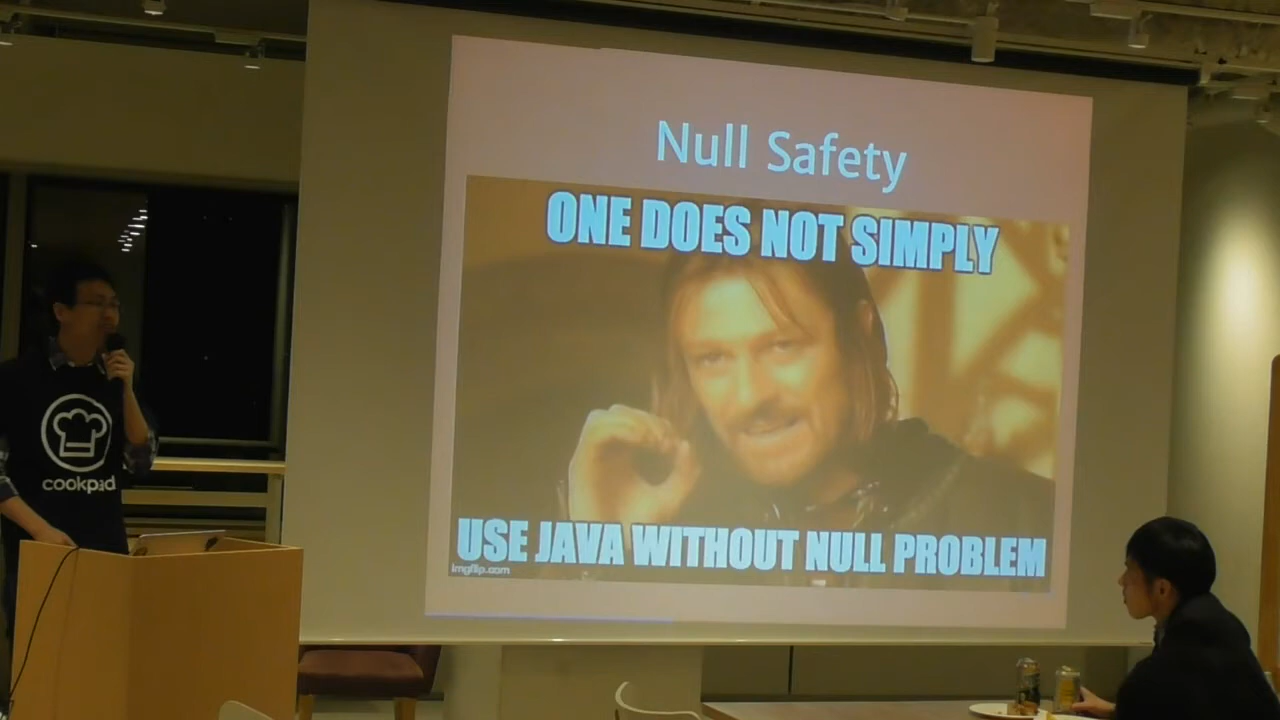 Null Safety
ONE DOES NOT SIMPLY
USE JAVA WITHOUT NULL PROBLEM
imgflip.com
cookpad